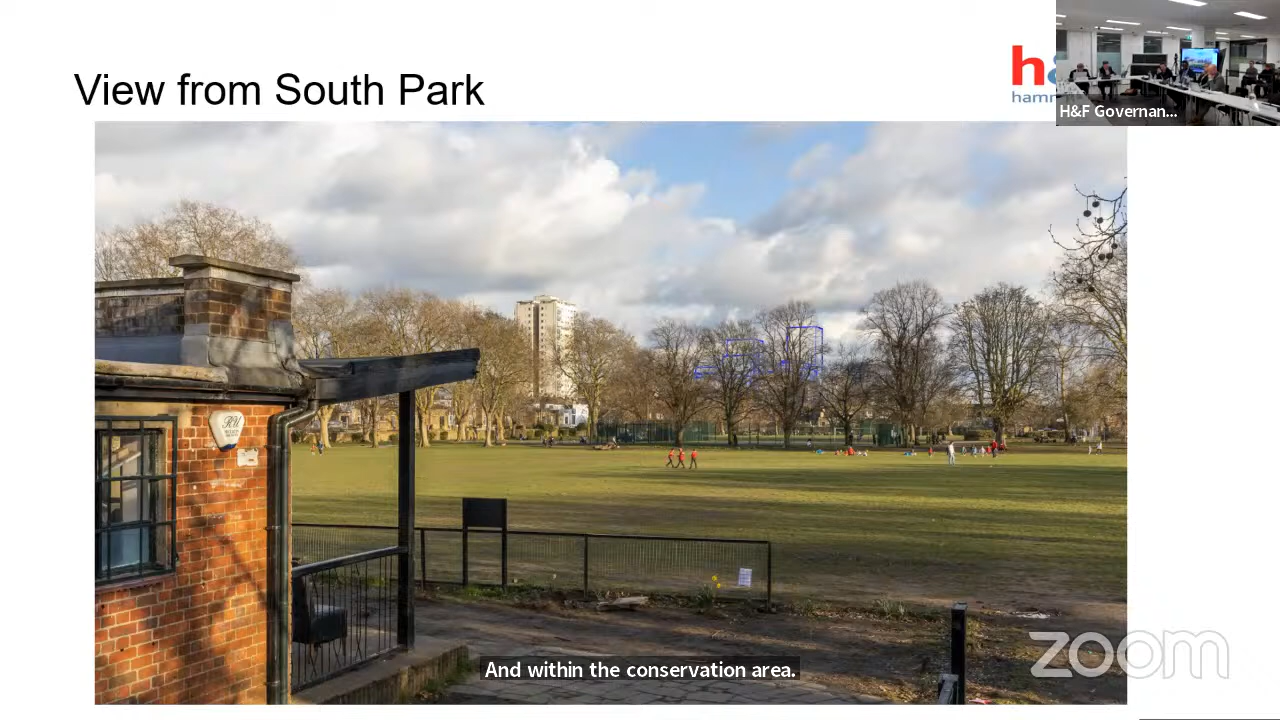 View from South Park
h&
hamm
H&F Governan...
And within the conservation area.
zoom